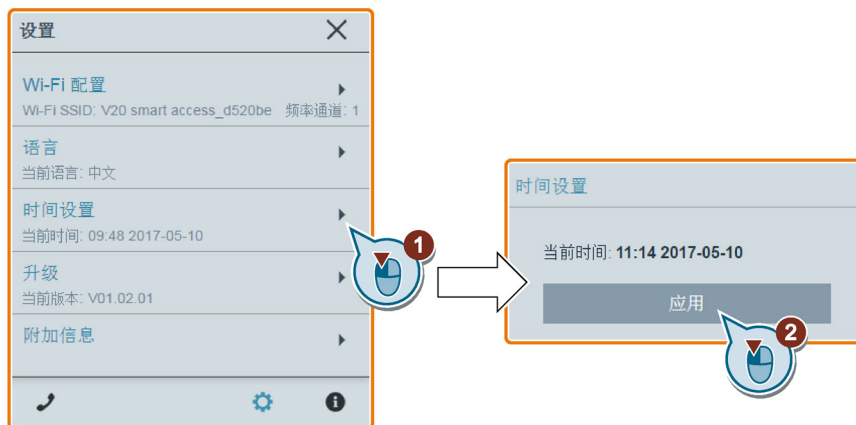 设置
Wi-Fi 配置
Wi-Fi SSID: V20 smart access_d520be 频率通道: 1
语言
当前语言: 中文
时间设置
当前时间: 09:48 2017-05-10
1
升级
当前版本: V01.02.01
附加信息
时间设置
当前时间: 11:14 2017-05-10
应用
2